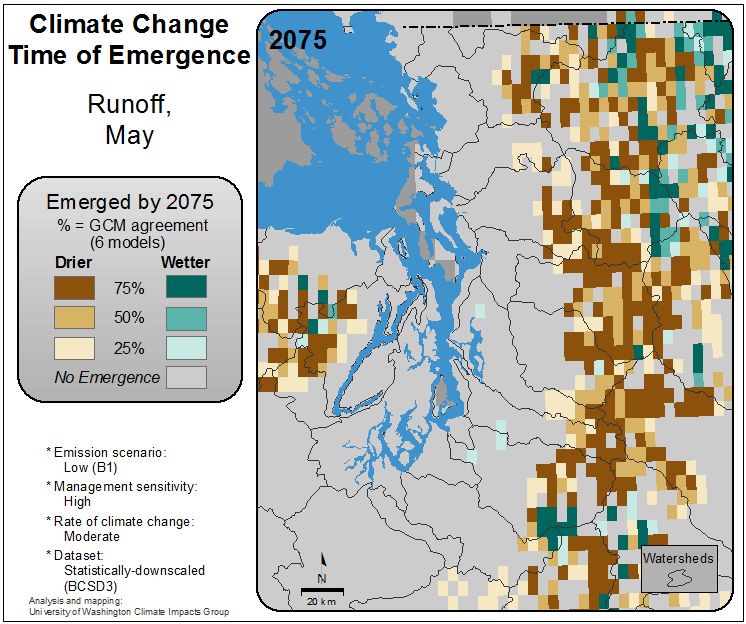 Climate Change
Time of Emergence
Runoff,
May
Emerged by 2075
% = GCM agreement
(6 models)
Drier Wetter
75%
50%
25%
No Emergence
* Emission scenario:
Low (B1)
* Management sensitivity:
High
* Rate of climate change:
Moderate
* Dataset:
Statistically-downscaled
(BCSD3)
Analysis and mapping:
University of Washington Climate Impacts Group
2075
N
20 km
Watersheds